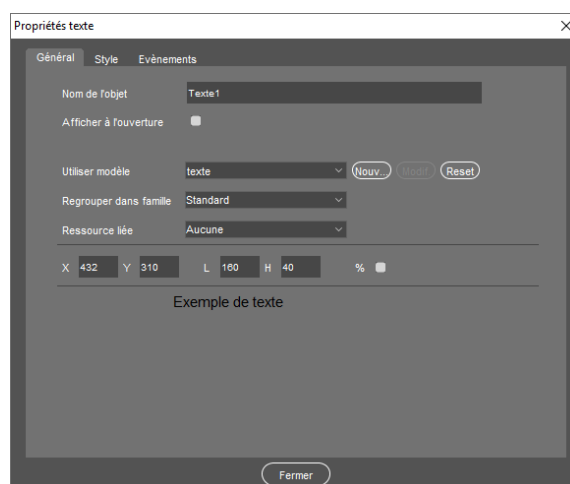 Propriétés texte
Général Style Evènements
Nom de l'objet Texte1
Afficher à l'ouverture
Utiliser modèle texte Nouv... Modif Reset
Regrouper dans famille Standard
Ressource liée Aucune
X 432 Y 310 L 160 H 40 %
Exemple de texte
Fermer